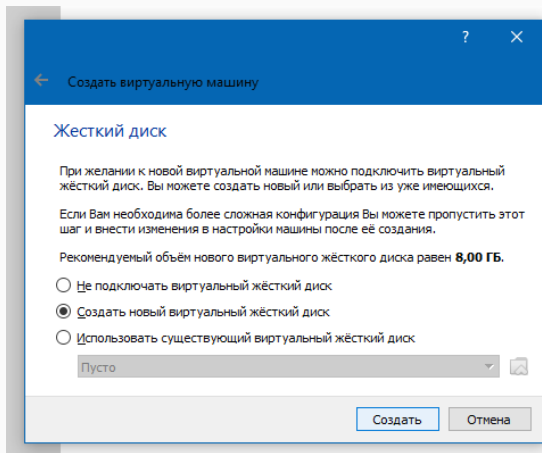 ?
Создать виртуальную машину
Жесткий диск
При желании к новой виртуальной машине можно подключить виртуальный
жёсткий диск. Вы можете создать новый или выбрать из уже имеющихся.
Если Вам необходима более сложная конфигурация Вы можете пропустить этот
шаг и внести изменения в настройки машины после её создания.
Рекомендуемый объём нового виртуального жёсткого диска равен 8,00 ГБ.
Не подключать виртуальный жёсткий диск
Создать новый виртуальный жёсткий диск
Использовать существующий виртуальный жёсткий диск
Пусто
Создать
Отмена